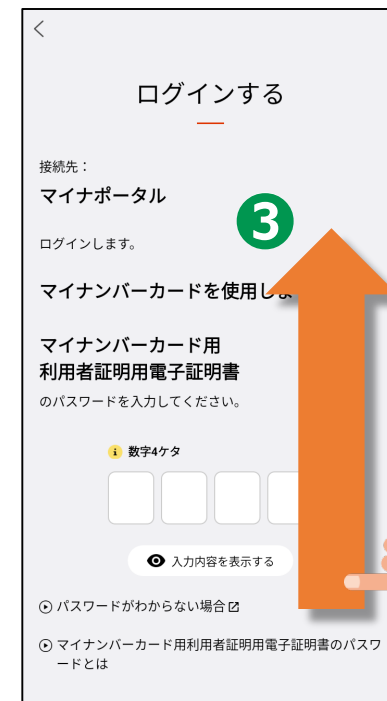 ログインする
接続先：
マイナポータル
3
ログインします。
マイナンバーカードを使用しま
マイナンバーカード用
利用者証明用電子証明書
のパスワードを入力してください。
数字4ケタ
入力内容を表示する
パスワードがわからない場合
マイナンバーカード用利用者証明用電子証明書のパスワ
ードとは